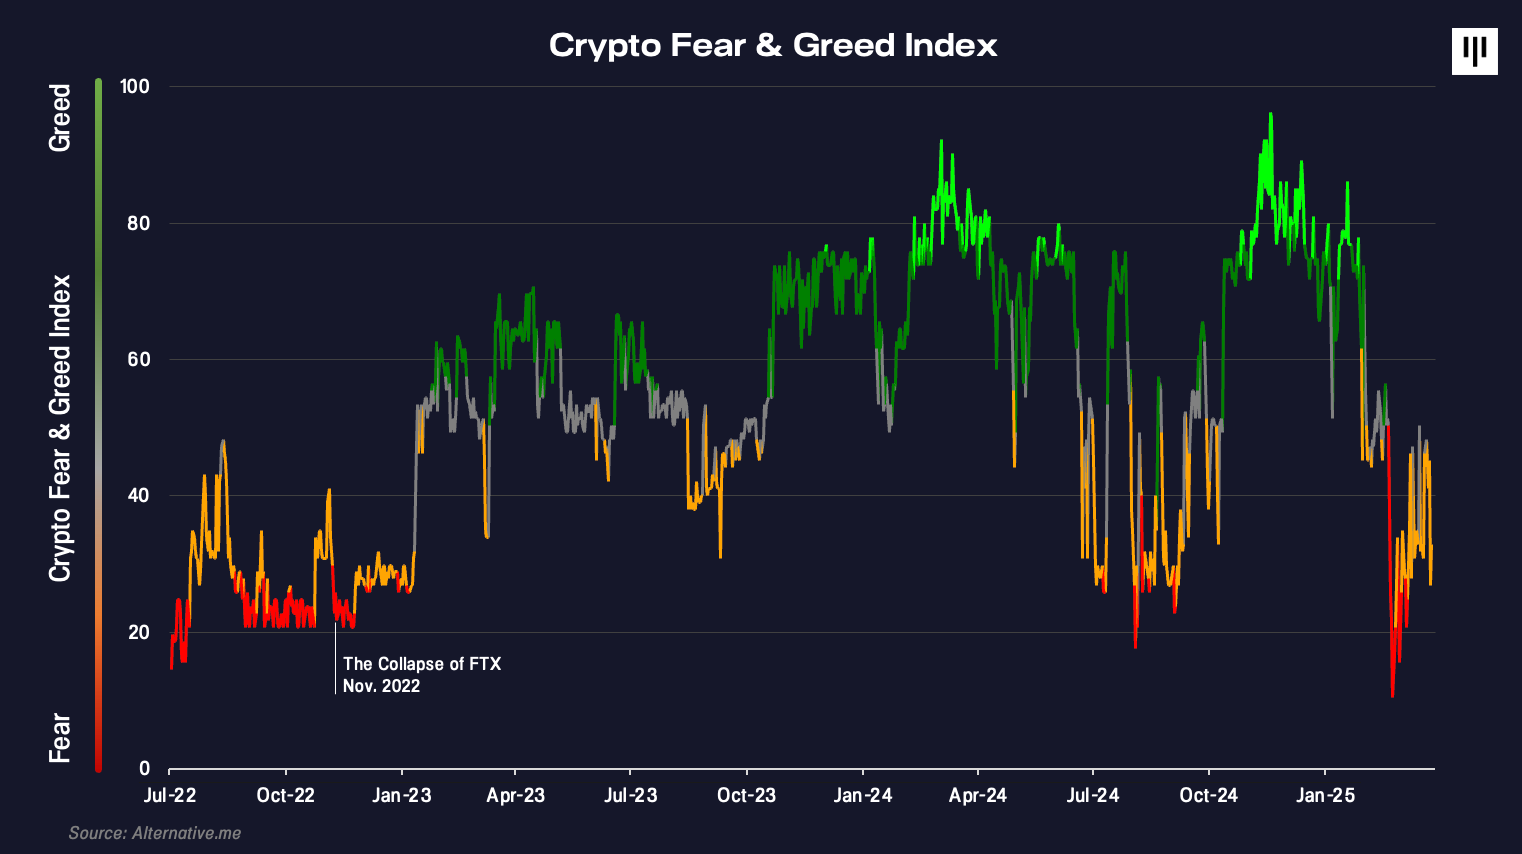 Crypto Fear & Greed Index
Greed
Crypto Fear & Greed Index
Fear
100
80
60
40
20
0
The Collapse of FTX
Nov. 2022
Jul-22 Oct-22 Jan-23 Apr-23 Jul-23 Oct-23 Jan-24 Apr-24 Jul-24 Oct-24 Jan-25
Source: Alternative.me